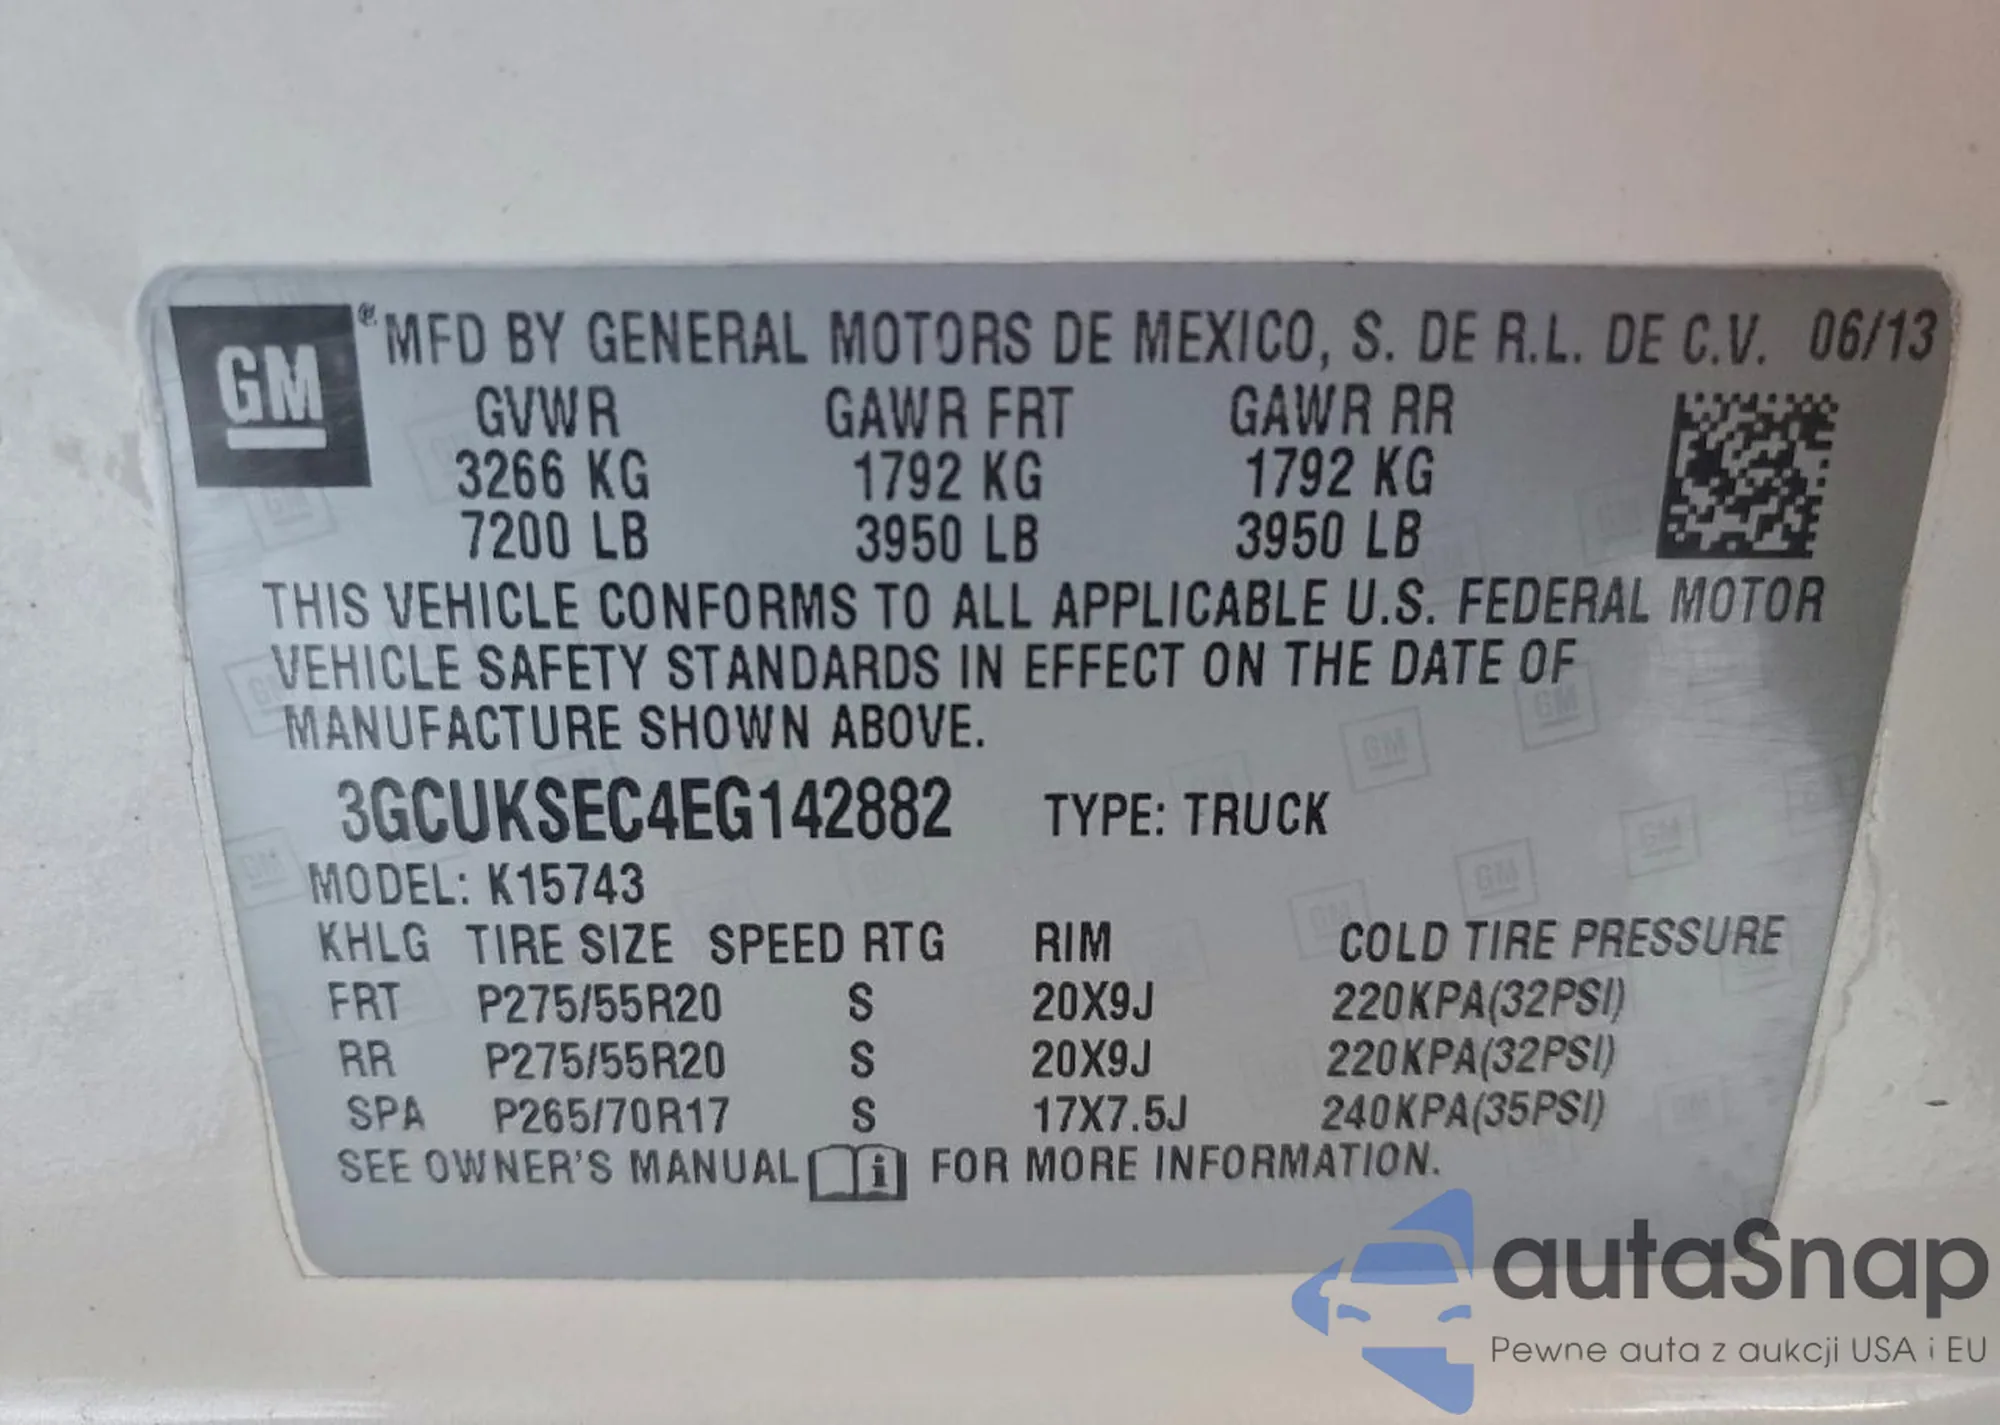 GM ® MFD BY GENERAL MOTORS DE MEXICO, S. DE R.L. DE C.V. 06/13
GVWR GAWR FRT GAWR RR
3266 KG 1792 KG 1792 KG
7200 LB 3950 LB 3950 LB
THIS VEHICLE CONFORMS TO ALL APPLICABLE U.S. FEDERAL MOTOR
VEHICLE SAFETY STANDARDS IN EFFECT ON THE DATE OF
MANUFACTURE SHOWN ABOVE.
3GCUKSEC4EG142882 TYPE: TRUCK
MODEL: K15743
KHLG TIRE SIZE SPEED RTG RIM COLD TIRE PRESSURE
FRT P275/55R20 S 20X9J 220KPA(32PSI)
RR P275/55R20 S 20X9J 220KPA(32PSI)
SPA P265/70R17 S 17X7.5J 240KPA(35PSI)
SEE OWNER'S MANUAL i FOR MORE INFORMATION.
autaSnap
Pewne auta z aukcji USA i EU